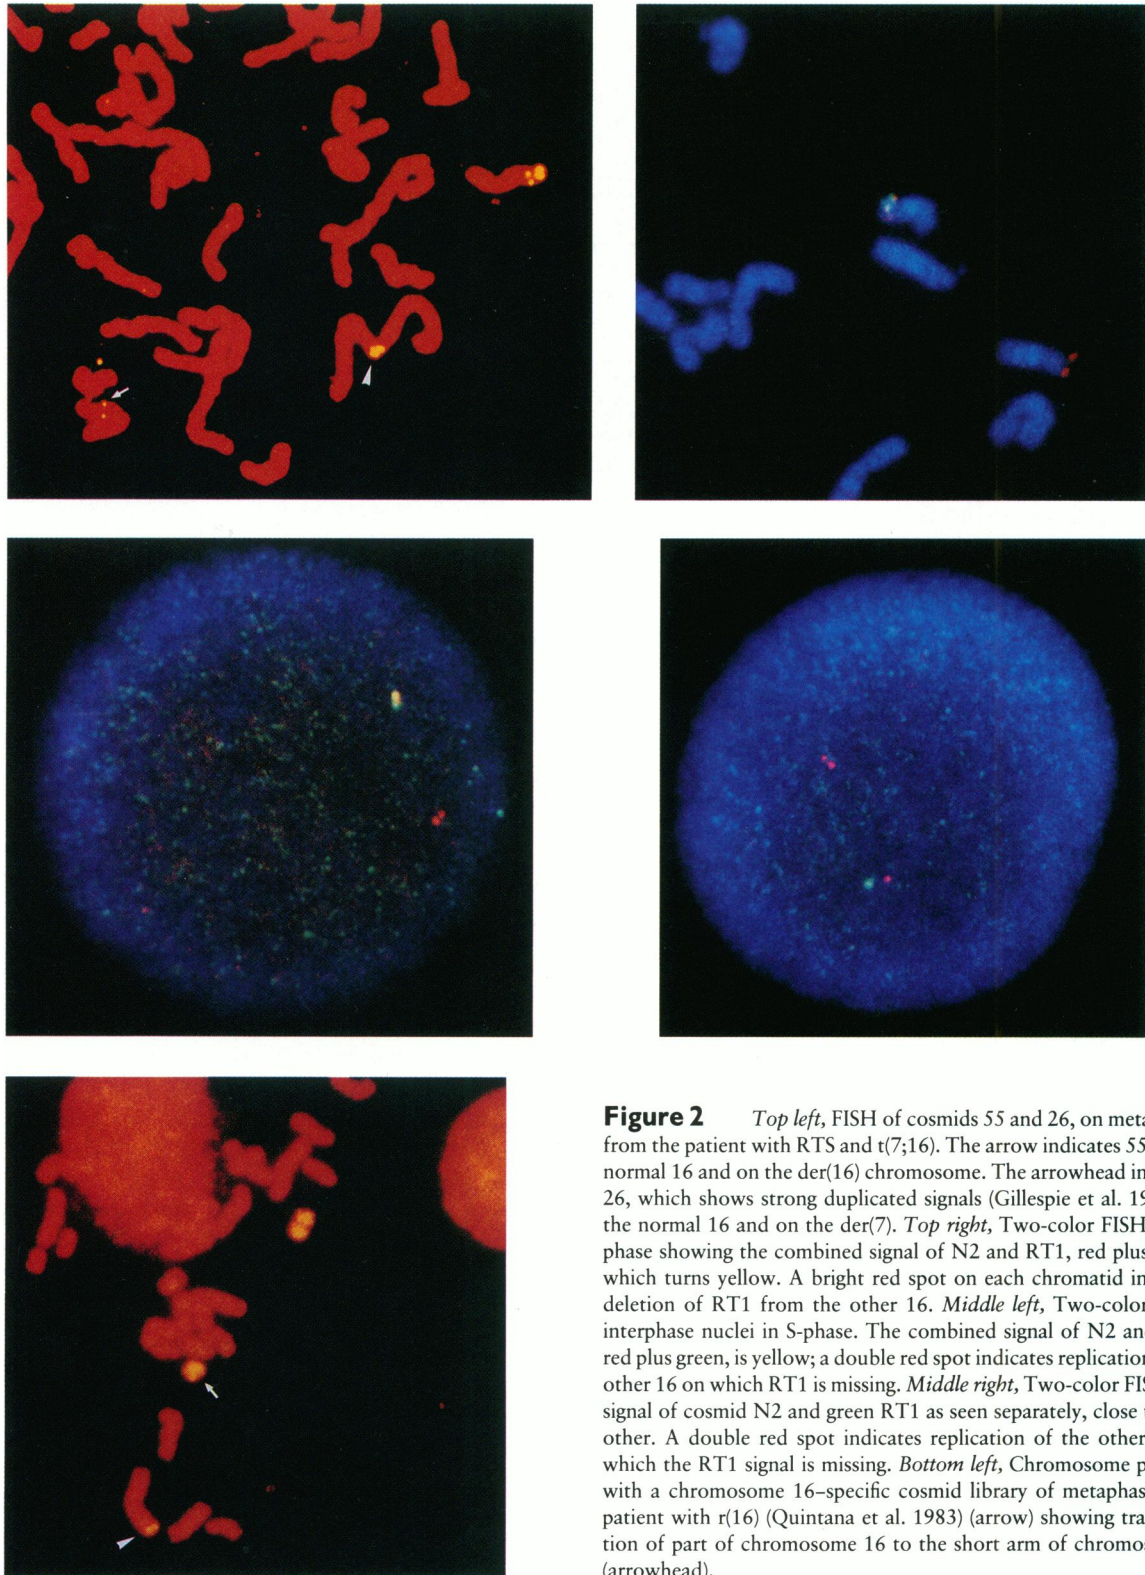 Figure 2 Top left, FISH of cosmids 55 and 26, on meta
from the patient with RTS and t(7;16). The arrow indicates 55
normal 16 and on the der(16) chromosome. The arrowhead in
26, which shows strong duplicated signals (Gillespie et al. 19
the normal 16 and on the der(7). Top right, Two-color FISH
phase showing the combined signal of N2 and RT1, red plus
which turns yellow. A bright red spot on each chromatid in
deletion of RT1 from the other 16. Middle left, Two-color
interphase nuclei in S-phase. The combined signal of N2 an
red plus green, is yellow; a double red spot indicates replication
other 16 on which RT1 is missing. Middle right, Two-color FIS
signal of cosmid N2 and green RT1 as seen separately, close
other. A double red spot indicates replication of the other
which the RT1 signal is missing. Bottom left, Chromosome p
with a chromosome 16–specific cosmid library of metaphas
patient with r(16) (Quintana et al. 1983) (arrow) showing tra
tion of part of chromosome 16 to the short arm of chromo
(arrowhead).